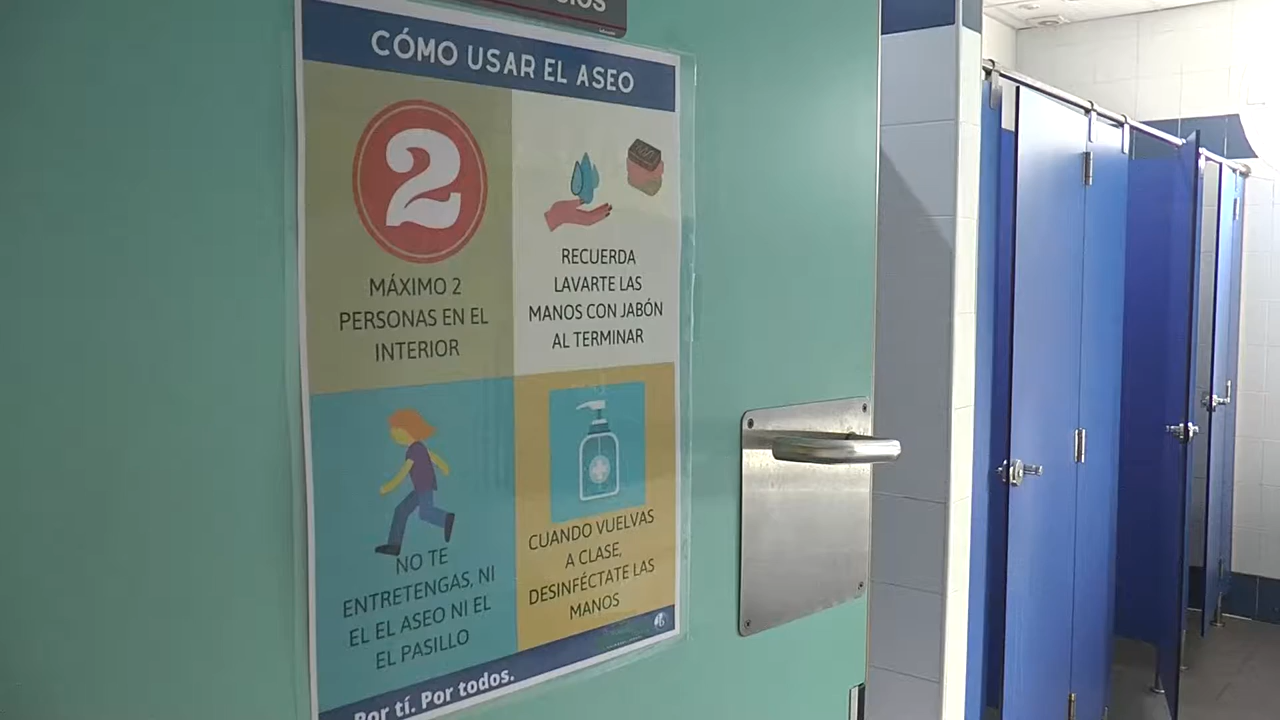 CÓMO USAR EL ASEO
2
MÁXIMO 2
PERSONAS EN EL
INTERIOR
RECUERDA
LAVARTE LAS
MANOS CON JABÓN
AL TERMINAR
NO TE
ENTRETENGAS, NI
EL EL ASEO NI EL
EL PASILLO
CUANDO VUELVAS
A CLASE,
DESINFÉCTATE LAS
MANOS
Por tí. Por todos.